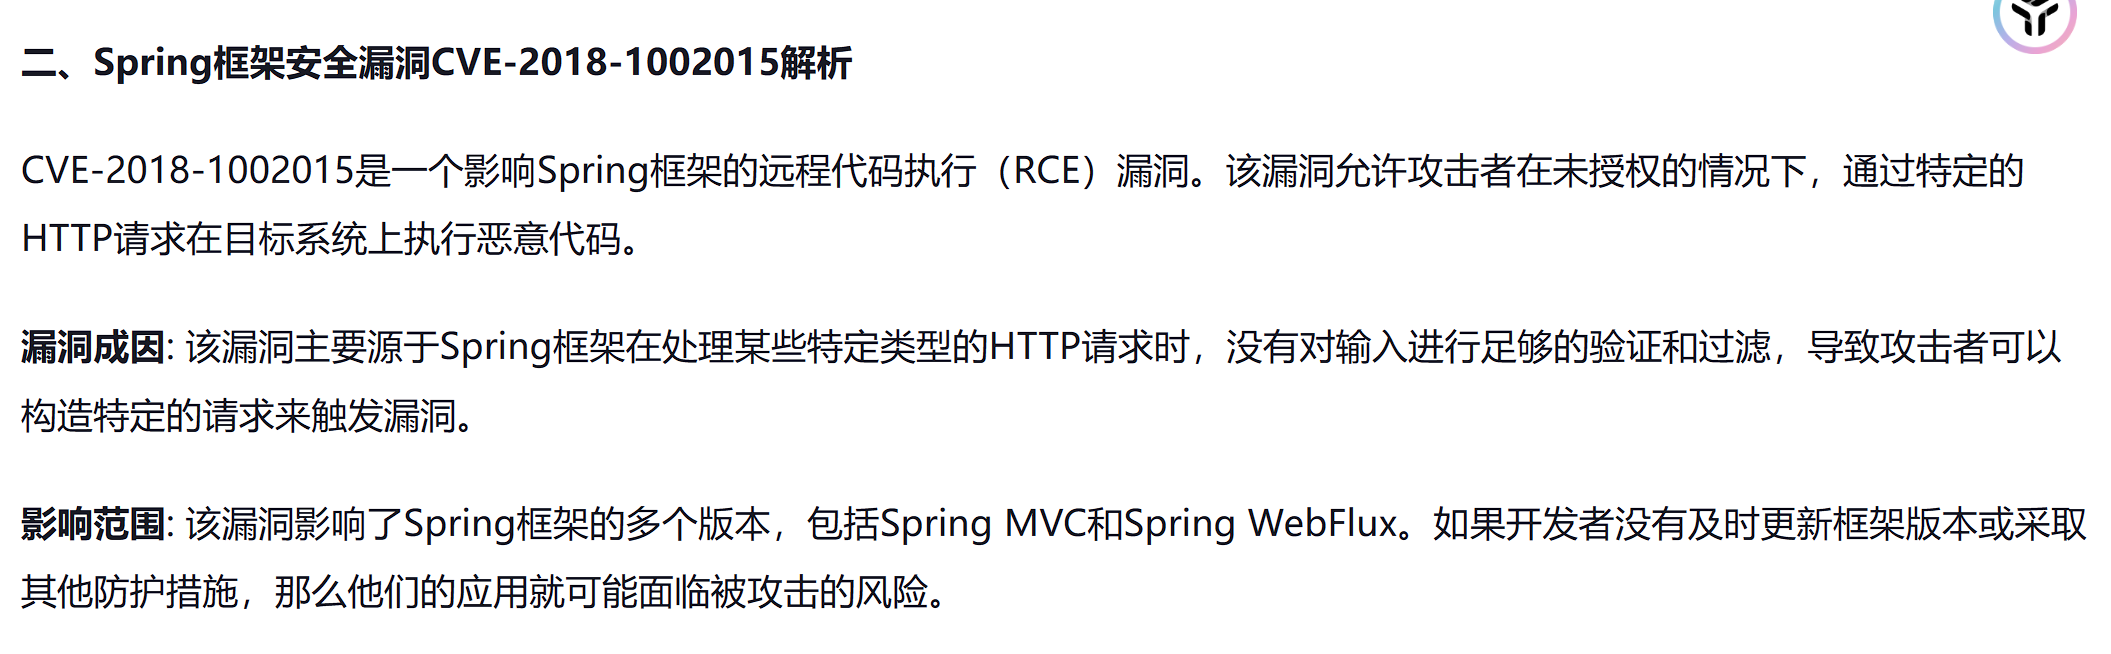 二、Spring框架安全漏洞CVE-2018-1002015解析
CVE-2018-1002015是一个影响Spring框架的远程代码执行（RCE）漏洞。该漏洞允许攻击者在未授权的情况下，通过特定的
HTTP请求在目标系统上执行恶意代码。
漏洞成因: 该漏洞主要源于Spring框架在处理某些特定类型的HTTP请求时，没有对输入进行足够的验证和过滤，导致攻击者可以
构造特定的请求来触发漏洞。
影响范围: 该漏洞影响了Spring框架的多个版本，包括Spring MVC和Spring WebFlux。如果开发者没有及时更新框架版本或采取
其他防护措施，那么他们的应用就可能面临被攻击的风险。